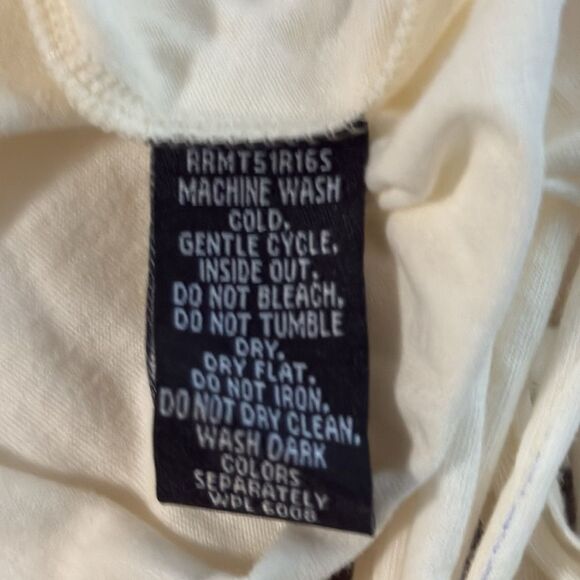 RRMT51R16S
MACHINE WASH
COLD.
GENTLE CYCLE.
INSIDE OUT.
DO NOT BLEACH.
DO NOT TUMBLE
DRY.
DRY FLAT.
DO NOT IRON.
DO NOT DRY CLEAN.
WASH DARK
COLORS
SEPARATELY
WPL 6008